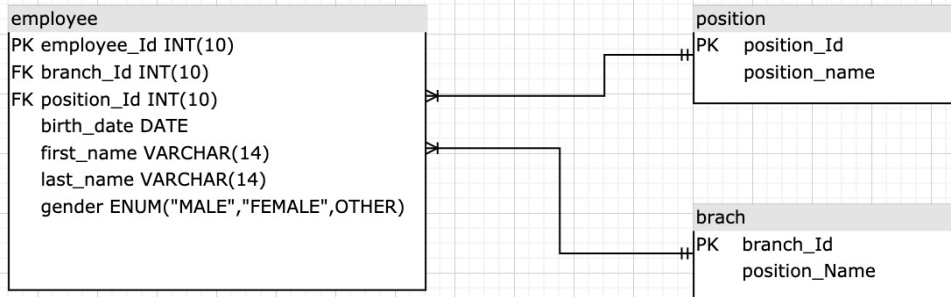 employee
PK employee_Id INT(10)
FK branch_Id INT(10)
FK position_Id INT(10)
birth_date DATE
first_name VARCHAR(14)
last_name VARCHAR(14)
gender ENUM("MALE","FEMALE",OTHER)
position
PK position_Id
position_name
brach
PK branch_Id
position_Name